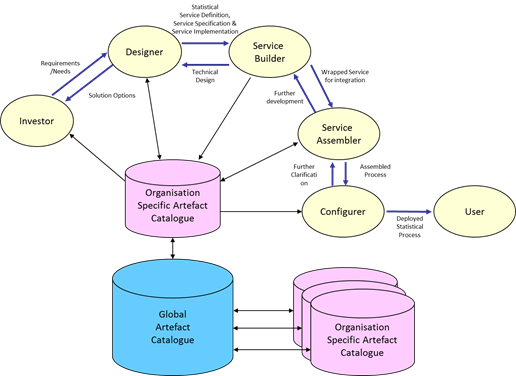 Statistical
Service Definition,
Service Specification &
Service Implementation
Designer
Service
Builder
Requirements
/Needs
Technical
Design
Wrapped Service
for integration
Solution Options
Further
development
Investor
Service
Assembler
Further
Clarificati
on
Assembled
Process
Organisation
Specific Artefact
Catalogue
Configurer
User
Deployed
Statistical
Process
Global
Artefact
Catalogue
Organisation
Specific Artefact
Catalogue